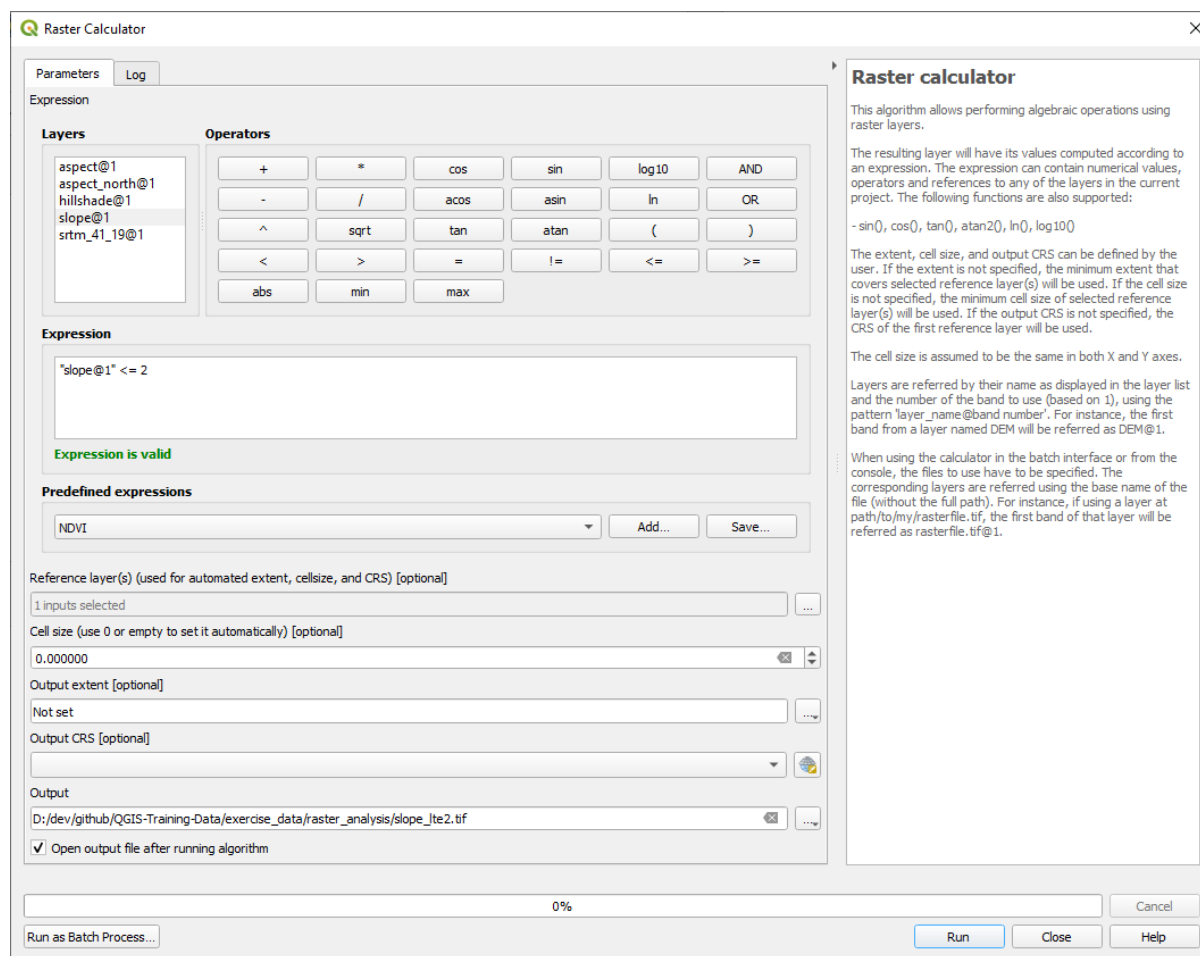 Raster Calculator
Parameters
Log
Expression
Layers
Operators
aspect@1
aspect_north@1
hillshade@1
slope@1
srtm_41_19@1
+ * cos sin log10 AND
- / acos asin ln OR
^ sqrt tan atan ( )
< > = != <= >=
abs min max
Expression
"slope@1" <= 2
Expression is valid
Predefined expressions
NDVI
Add...
Save...
Reference layer(s) (used for automated extent, cellsize, and CRS) [optional]
1 inputs selected
...
Cell size (use 0 or empty to set it automatically) [optional]
0.000000
Output extent [optional]
Not set
...
Output CRS [optional]
Output
D:/dev/github/QGIS-Training-Data/exercise_data/raster_analysis/slope_lte2.tif
...
Open output file after running algorithm
Raster calculator
This algorithm allows performing algebraic operations using
raster layers.
The resulting layer will have its values computed according to
an expression. The expression can contain numerical values,
operators and references to any of the layers in the current
project. The following functions are also supported:
- sin(), cos(), tan(), atan2(), ln(), log10()
The extent, cell size, and output CRS can be defined by the
user. If the extent is not specified, the minimum extent that
covers selected reference layer(s) will be used. If the cell size
is not specified, the minimum cell size of selected reference
layer(s) will be used. If the output CRS is not specified, the
CRS of the first reference layer will be used.
The cell size is assumed to be the same in both X and Y axes.
Layers are referred by their name as displayed in the layer list
and the number of the band to use (based on 1), using the
pattern 'layer_name@band number'. For instance, the first
band from a layer named DEM will be referred as DEM@1.
When using the calculator in the batch interface or from the
console, the files to use have to be specified. The
corresponding layers are referred using the base name of the
file (without the full path). For instance, if using a layer at
path/to/my/rasterfile.tif, the first band of that layer will be
referred as rasterfile.tif@1.
0%
Cancel
Run as Batch Process...
Run
Close
Help